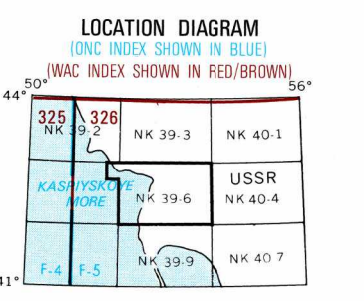 LOCATION DIAGRAM
(ONC INDEX SHOWN IN BLUE)
(WAC INDEX SHOWN IN RED/BROWN)
50° 56°
44°
325 326
NK 39-2 NK 39-3 NK 40-1
KASPIYSKOYE
MORE
USSR
NK 39-6 NK 40-4
F-4 F-5 NK 39-9 NK 40 7
41°